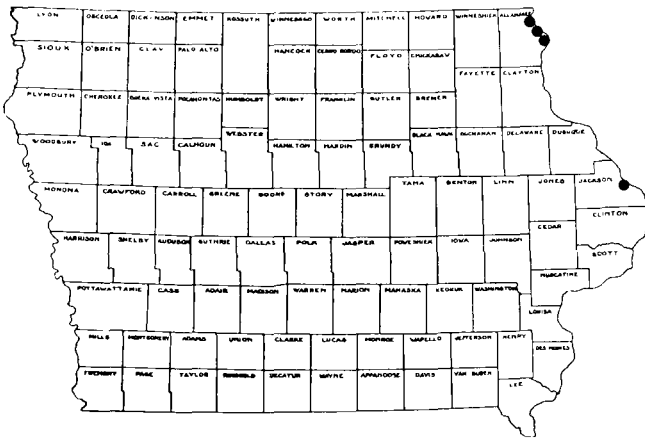 LYON OSCEOLA DICKINSON EMMET KOSSUTH WINNEBAGO WORTH MITCHELL HOWARD WINNESHIEK ALLAMAKEE
SIOUX O'BRIEN CLAY PALO ALTO HANCOCK CERRO GORDO FLOYD CHICKASAW
FAYETTE CLAYTON
PLYMOUTH CHEROKEE BUENA VISTA POCAHONTAS HUMBOLDT WRIGHT FRANKLIN BUTLER BREMER
WEBSTER BLACK HAWK BUCHANAN DELAWARE DUBUQUE
WOODBURY IDA SAC CALHOUN HAMILTON HARDIN GRUNDY
MONONA CRAWFORD CARROLL GREENE BOONE STORY MARSHALL TAMA BENTON LINN JONES JACKSON
CLINTON
CEDAR
HARRISON SHELBY AUDUBON GUTHRIE DALLAS POLK JASPER POWESHIEK IOWA JOHNSON SCOTT
MUSCATINE
POTTAWATTAMIE CASS ADAIR MADISON WARREN MARION MAHASKA KEOKUK WASHINGTON
LOUISA
MILLS MONTGOMERY ADAMS UNION CLARKE LUCAS MONROE WAPELLO JEFFERSON HENRY
DES MOINES
FREMONT PAGE TAYLOR RINGGOLD DECATUR WAYNE APPANOOSE DAVIS VAN BUREN
LEE